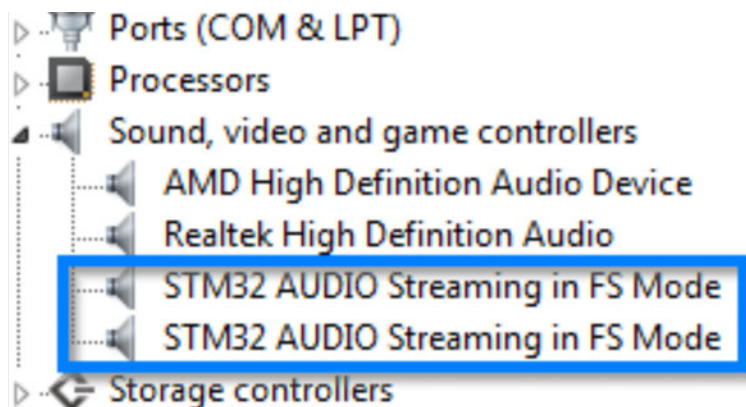 Ports (COM & LPT)
Processors
Sound, video and game controllers
AMD High Definition Audio Device
Realtek High Definition Audio
STM32 AUDIO Streaming in FS Mode
STM32 AUDIO Streaming in FS Mode
Storage controllers